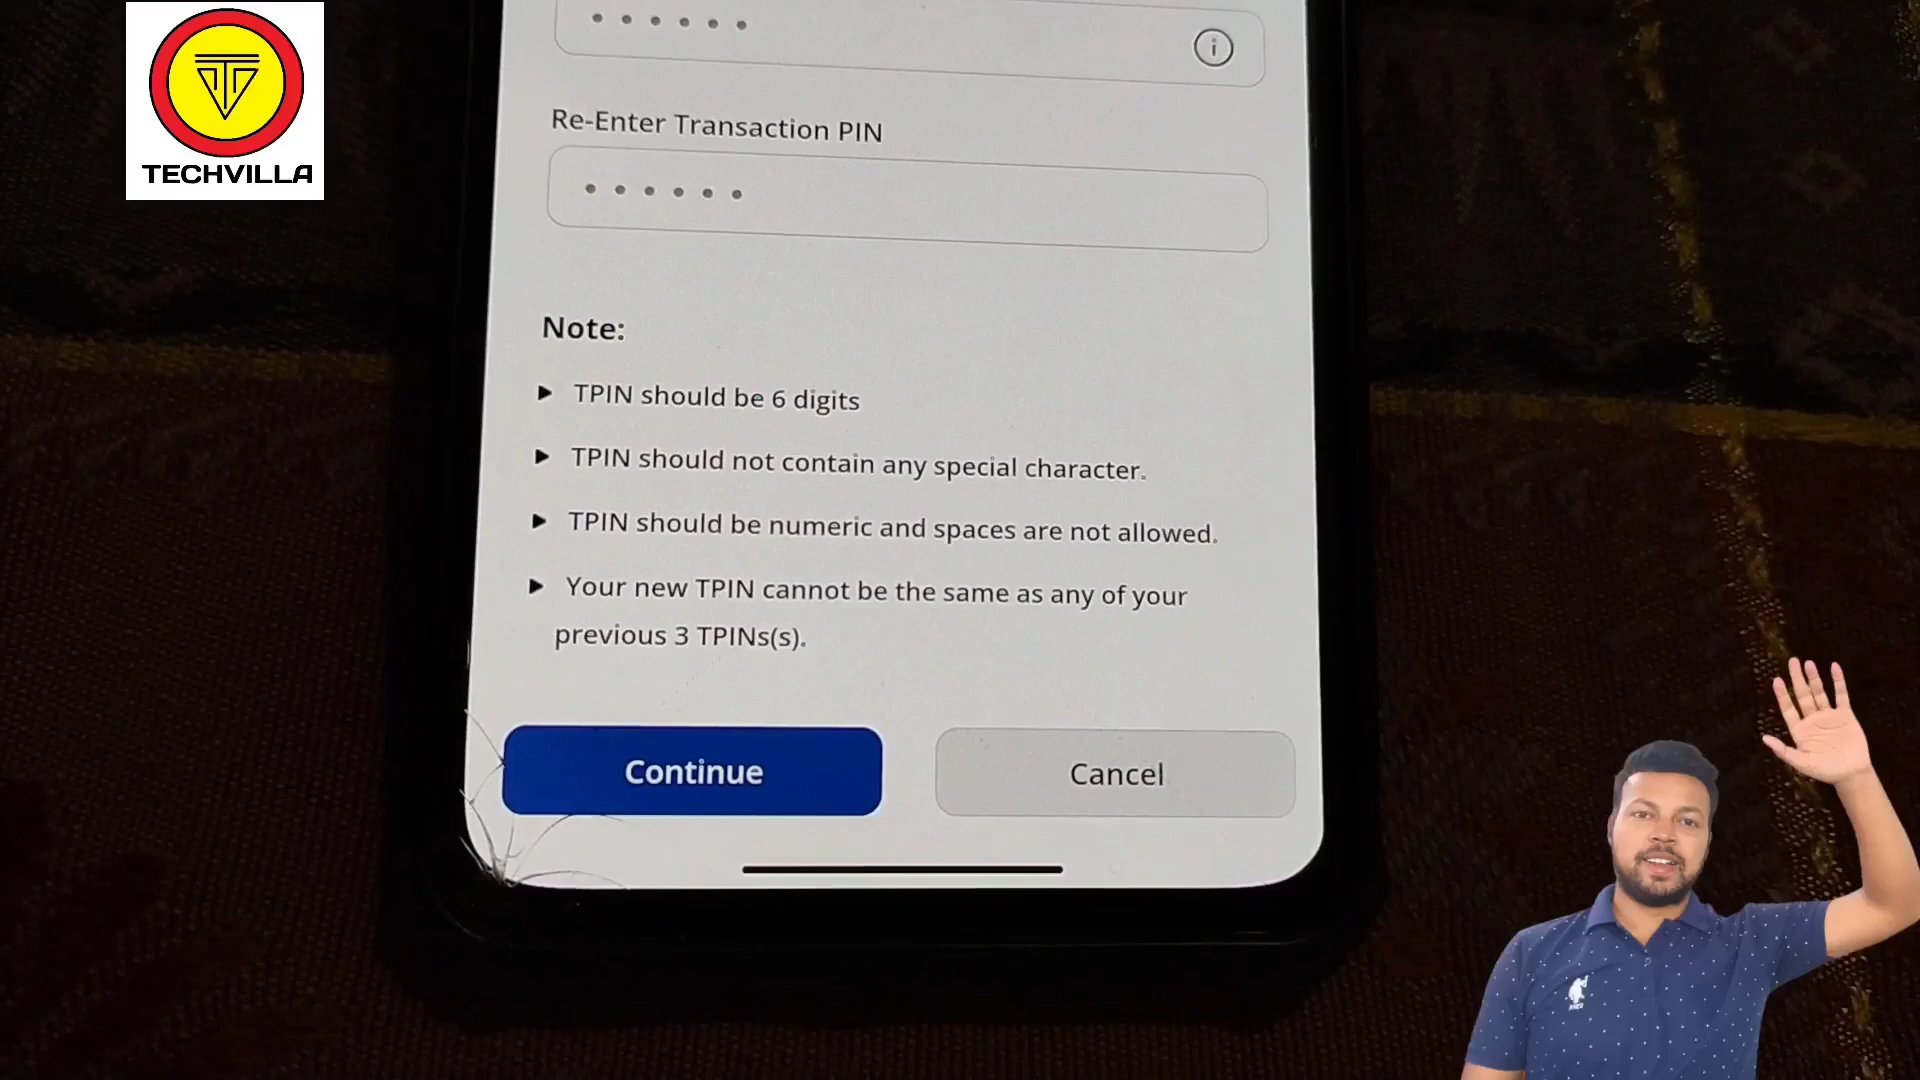 TECHVILLA
Re-Enter Transaction PIN
Note:
TPIN should be 6 digits
TPIN should not contain any special character.
TPIN should be numeric and spaces are not allowed.
Your new TPIN cannot be the same as any of your
previous 3 TPINs(s).
Continue
Cancel